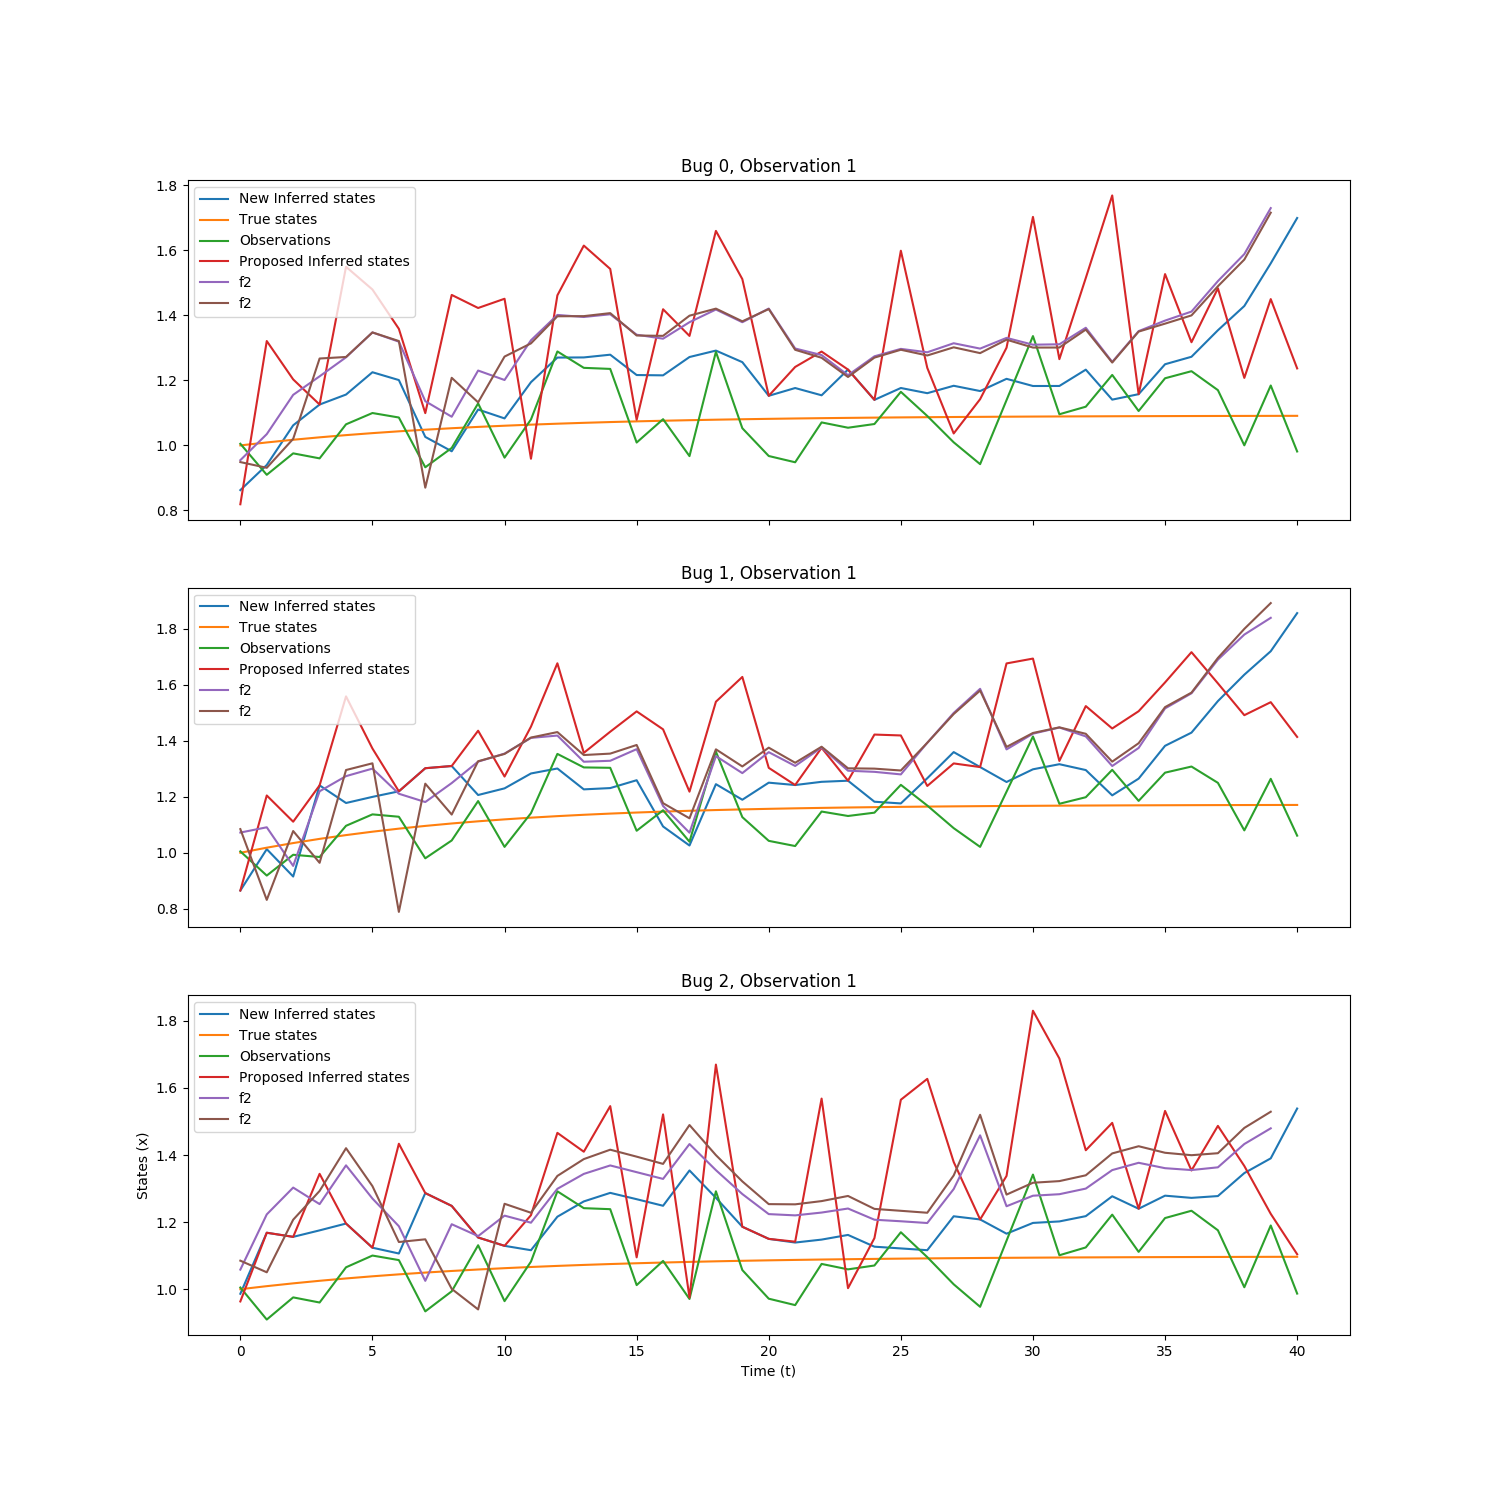 Bug 0, Observation 1
1.8
1.6
1.4
1.2
1.0
0.8
New Inferred states
True states
Observations
Proposed Inferred states
f2
f2
Bug 1, Observation 1
1.8
1.6
1.4
1.2
1.0
0.8
New Inferred states
True states
Observations
Proposed Inferred states
f2
f2
Bug 2, Observation 1
1.8
1.6
1.4
1.2
1.0
States (x)
New Inferred states
True states
Observations
Proposed Inferred states
f2
f2
0 5 10 15 20 25 30 35 40
Time (t)